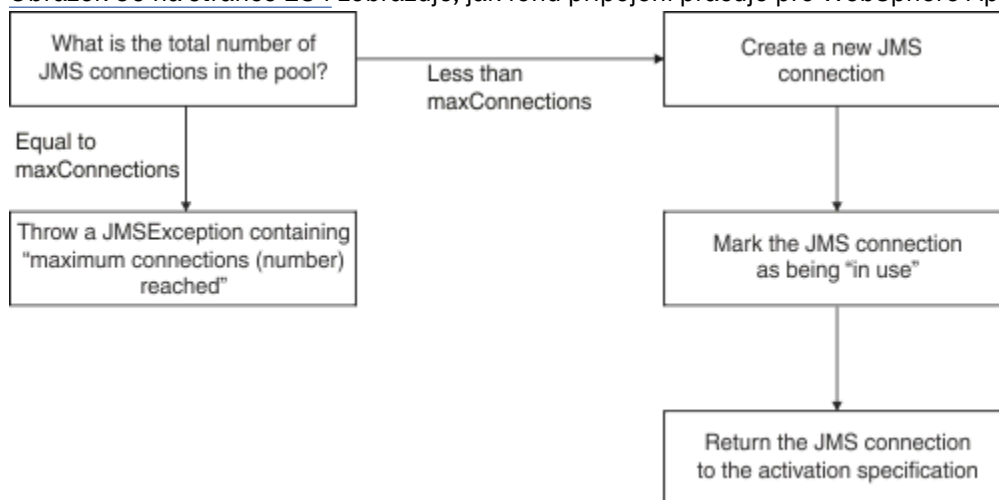 What is the total number of
JMS connections in the pool?
Less than
maxConnections
Create a new JMS
connection
Equal to
maxConnections
Throw a JMSException containing
“maximum connections (number)
reached”
Mark the JMS connection
as being “in use”
Return the JMS connection
to the activation specification